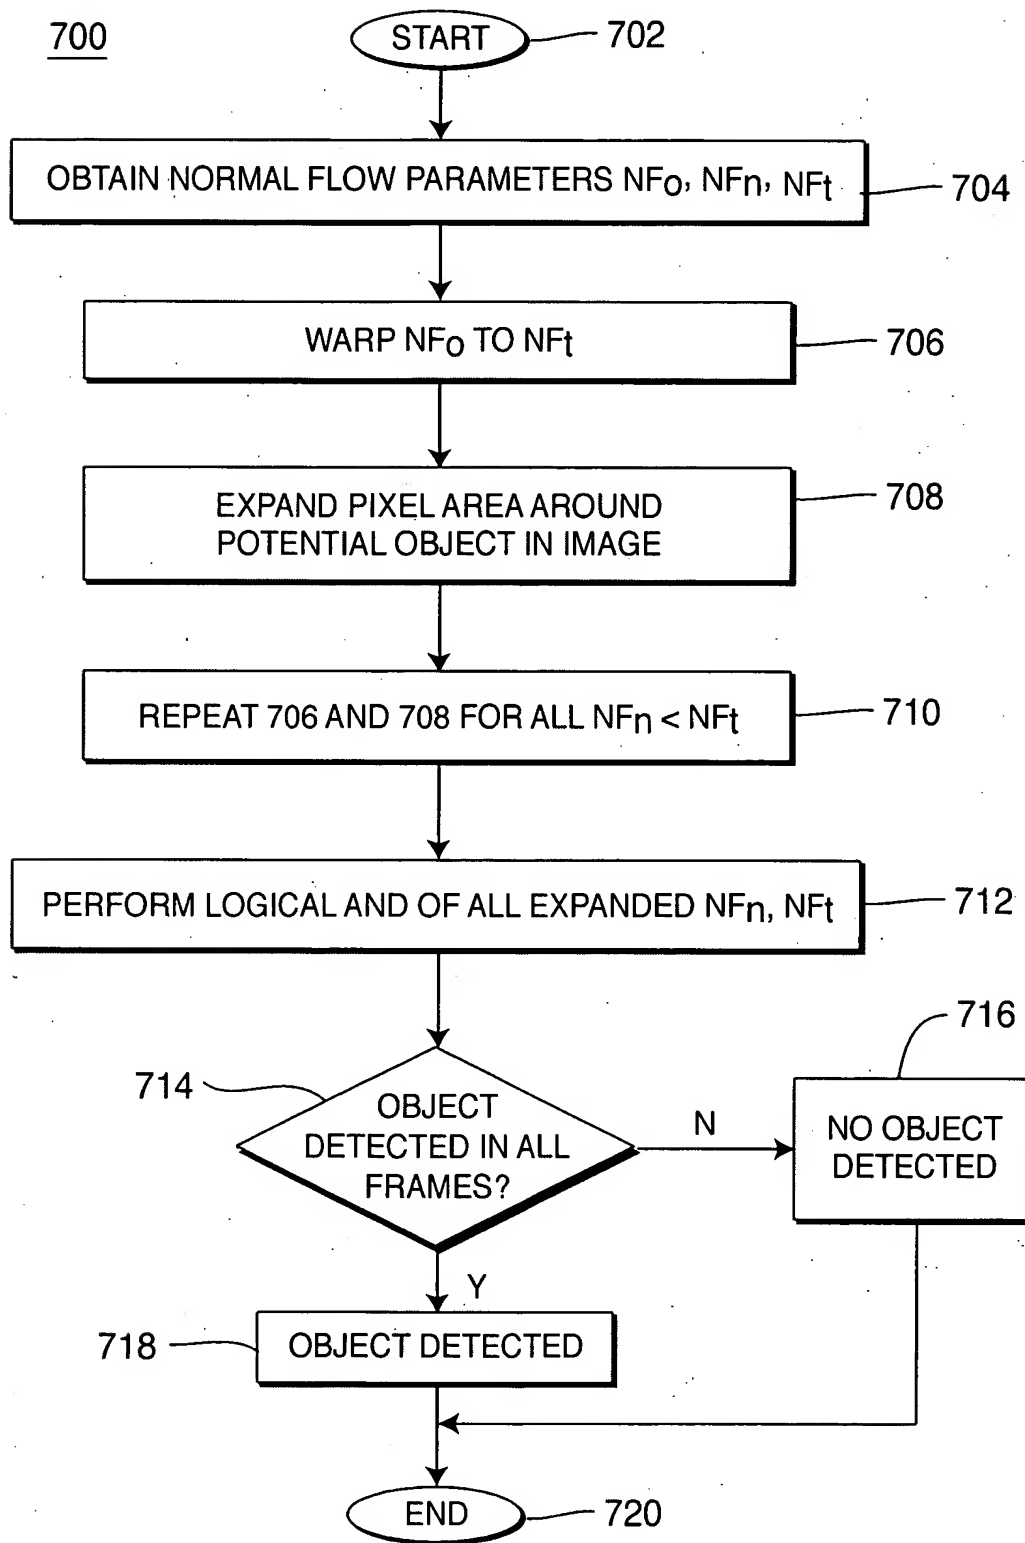 700
START
702
OBTAIN NORMAL FLOW PARAMETERS NFo, NFn, NFt
704
WARP NFo TO NFt
706
EXPAND PIXEL AREA AROUND
POTENTIAL OBJECT IN IMAGE
708
REPEAT 706 AND 708 FOR ALL NFn < NFt
710
PERFORM LOGICAL AND OF ALL EXPANDED NFn, NFt
712
714
OBJECT
DETECTED IN ALL
FRAMES?
N
716
NO OBJECT
DETECTED
Y
718
OBJECT DETECTED
END
720